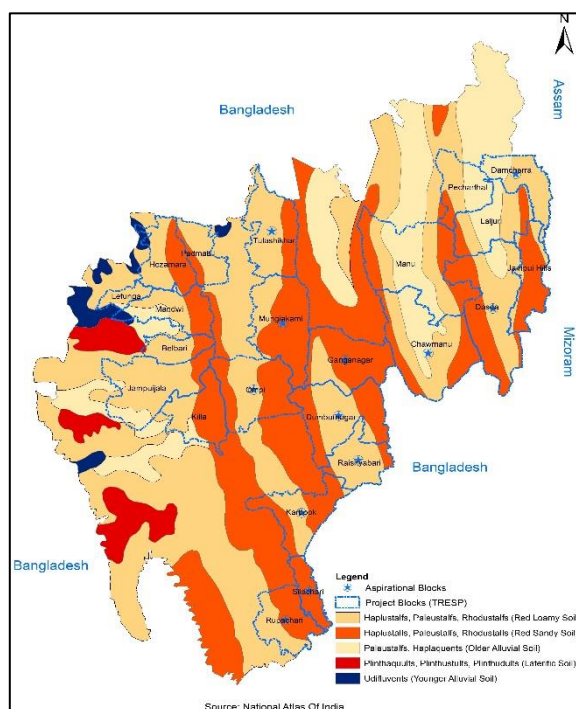 N
Assam
Bangladesh
Damcharra
Pecharthal
Laljuri
Tulashikhar
Padmabil
Hezamara
Manu
Jampui Hills
Lefunga
Mandwi
Dasda
Mungiakami
Belbari
Mizoram
Chawmanu
Ganganagar
Jampuijala
Ompi
Killa
Dumburnagar
Bangladesh
Raishyabari
Karbook
Bangladesh
Silachari
Rupaichari
Legend
Aspirational Blocks
Project Blocks (TRESP)
Haplustalfs, Paleustalfs, Rhodustalfs (Red Loamy Soil
Haplustalfs, Paleustalfs, Rhodustalfs (Red Sandy Soil
Paleustalfs, Haplaquents (Older Alluvial Soil)
Plinthaquults, Plinthustults, Plinthudults (Lateritic Soil)
Udifluvents (Younger Alluvial Soil)
Source: National Atlas Of India